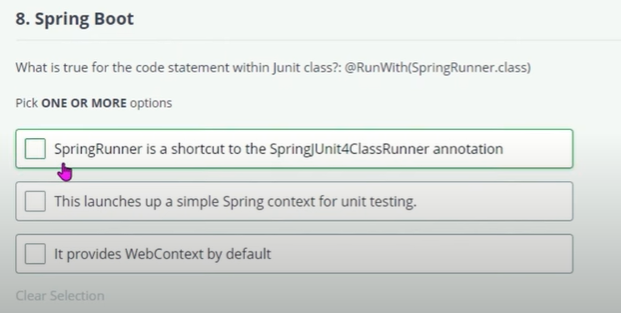 8. Spring Boot
What is true for the code statement within Junit class?: @RunWith(SpringRunner.class)
Pick ONE OR MORE options
SpringRunner is a shortcut to the SpringJUnit4ClassRunner annotation
This launches up a simple Spring context for unit testing.
It provides WebContext by default
Clear Selection